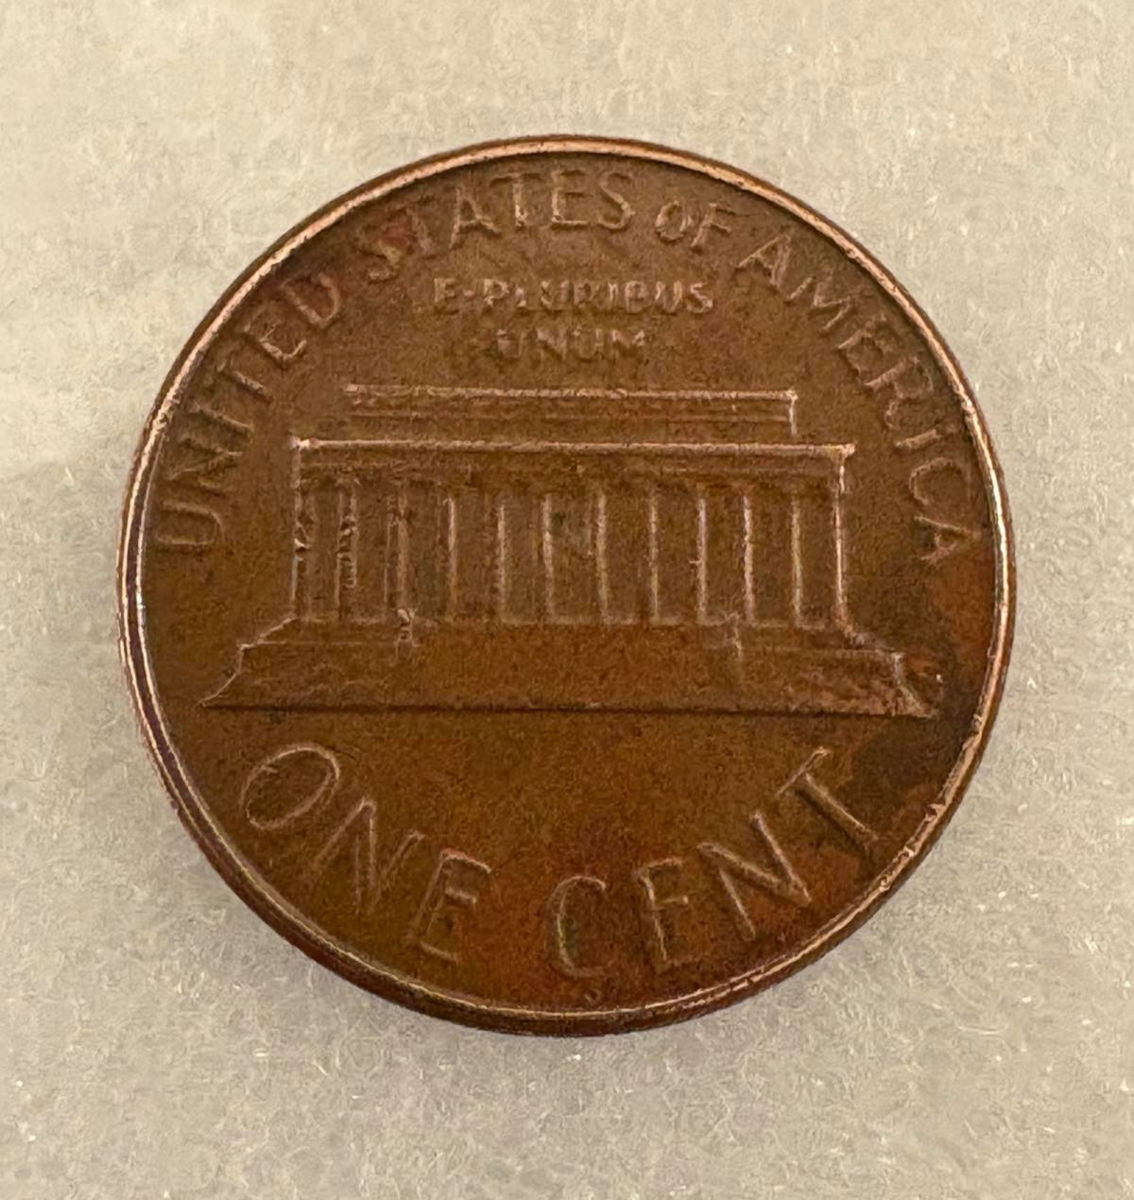 UNITED STATES OF AMERICA
E·PLURIBUS
UNUM
ONE CENT